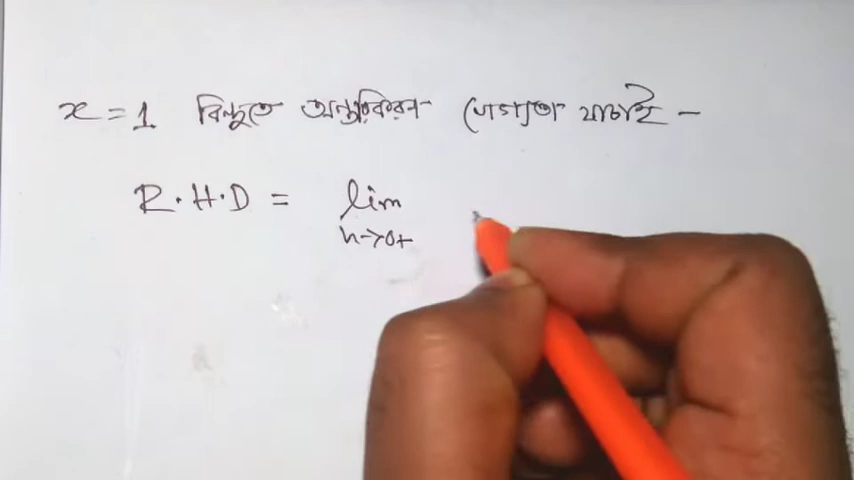 x = 1 বিন্দুতে অন্তরিকরণ যোগ্যতা যাচাই -
R.H.D = lim
h→0+